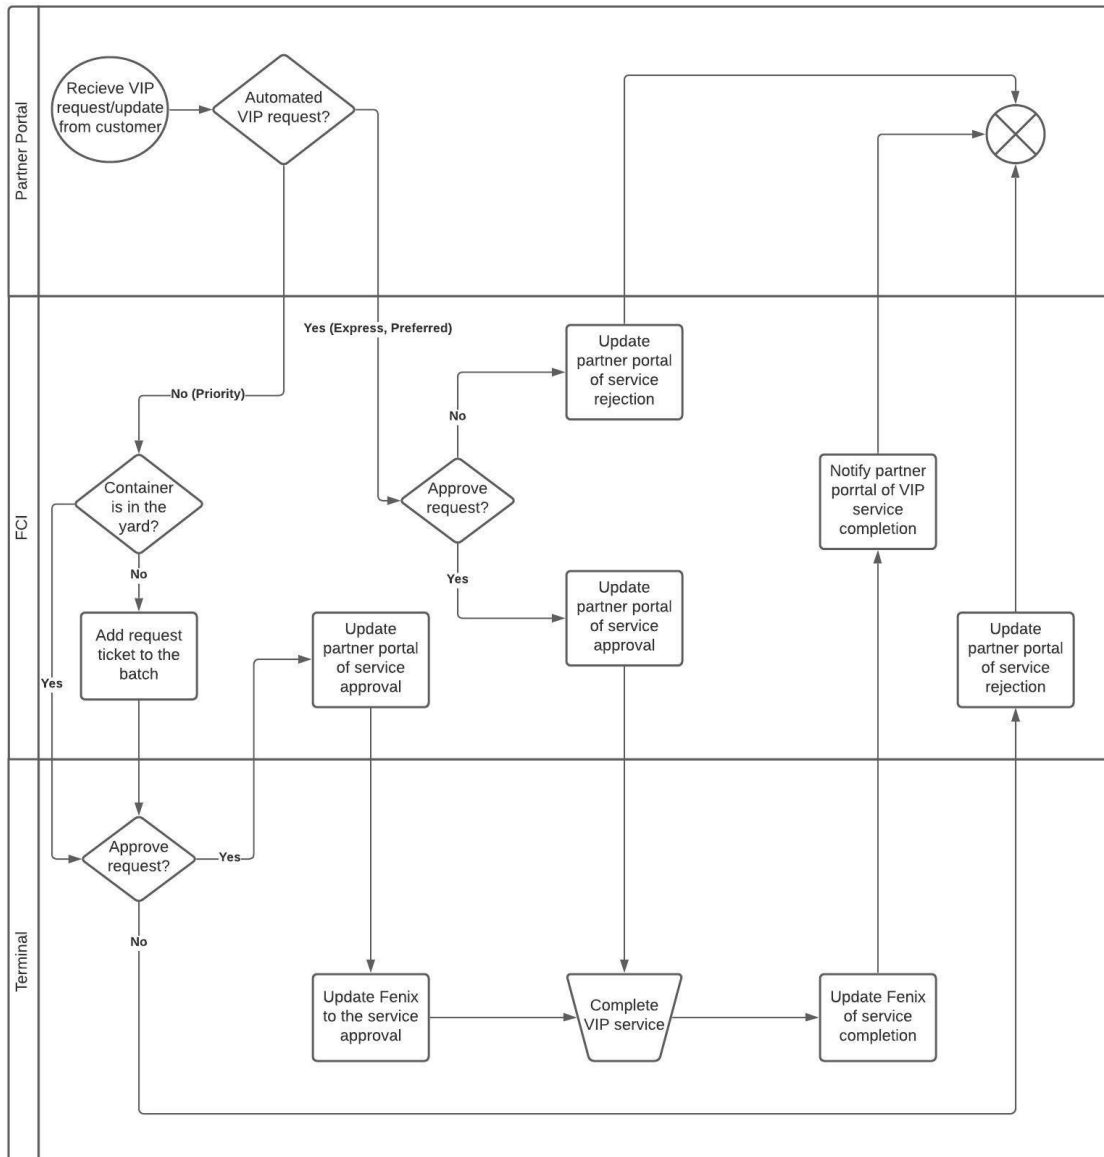 Partner Portal
Recieve VIP
request/update
from customer
Automated
VIP request?
FCI
Yes (Express, Preferred)
No (Priority)
Update
partner portal
of service
rejection
No
Approve
request?
Yes
Container
is in the
yard?
No
Yes
Add request
ticket to the
batch
Update
partner portal
of service
approval
Update
partner portal
of service
approval
Notify partner
porrtal of VIP
service
completion
Update
partner portal
of service
rejection
Terminal
Approve
request?
Yes
No
Update Fenix
to the service
approval
Complete
VIP service
Update Fenix
of service
completion